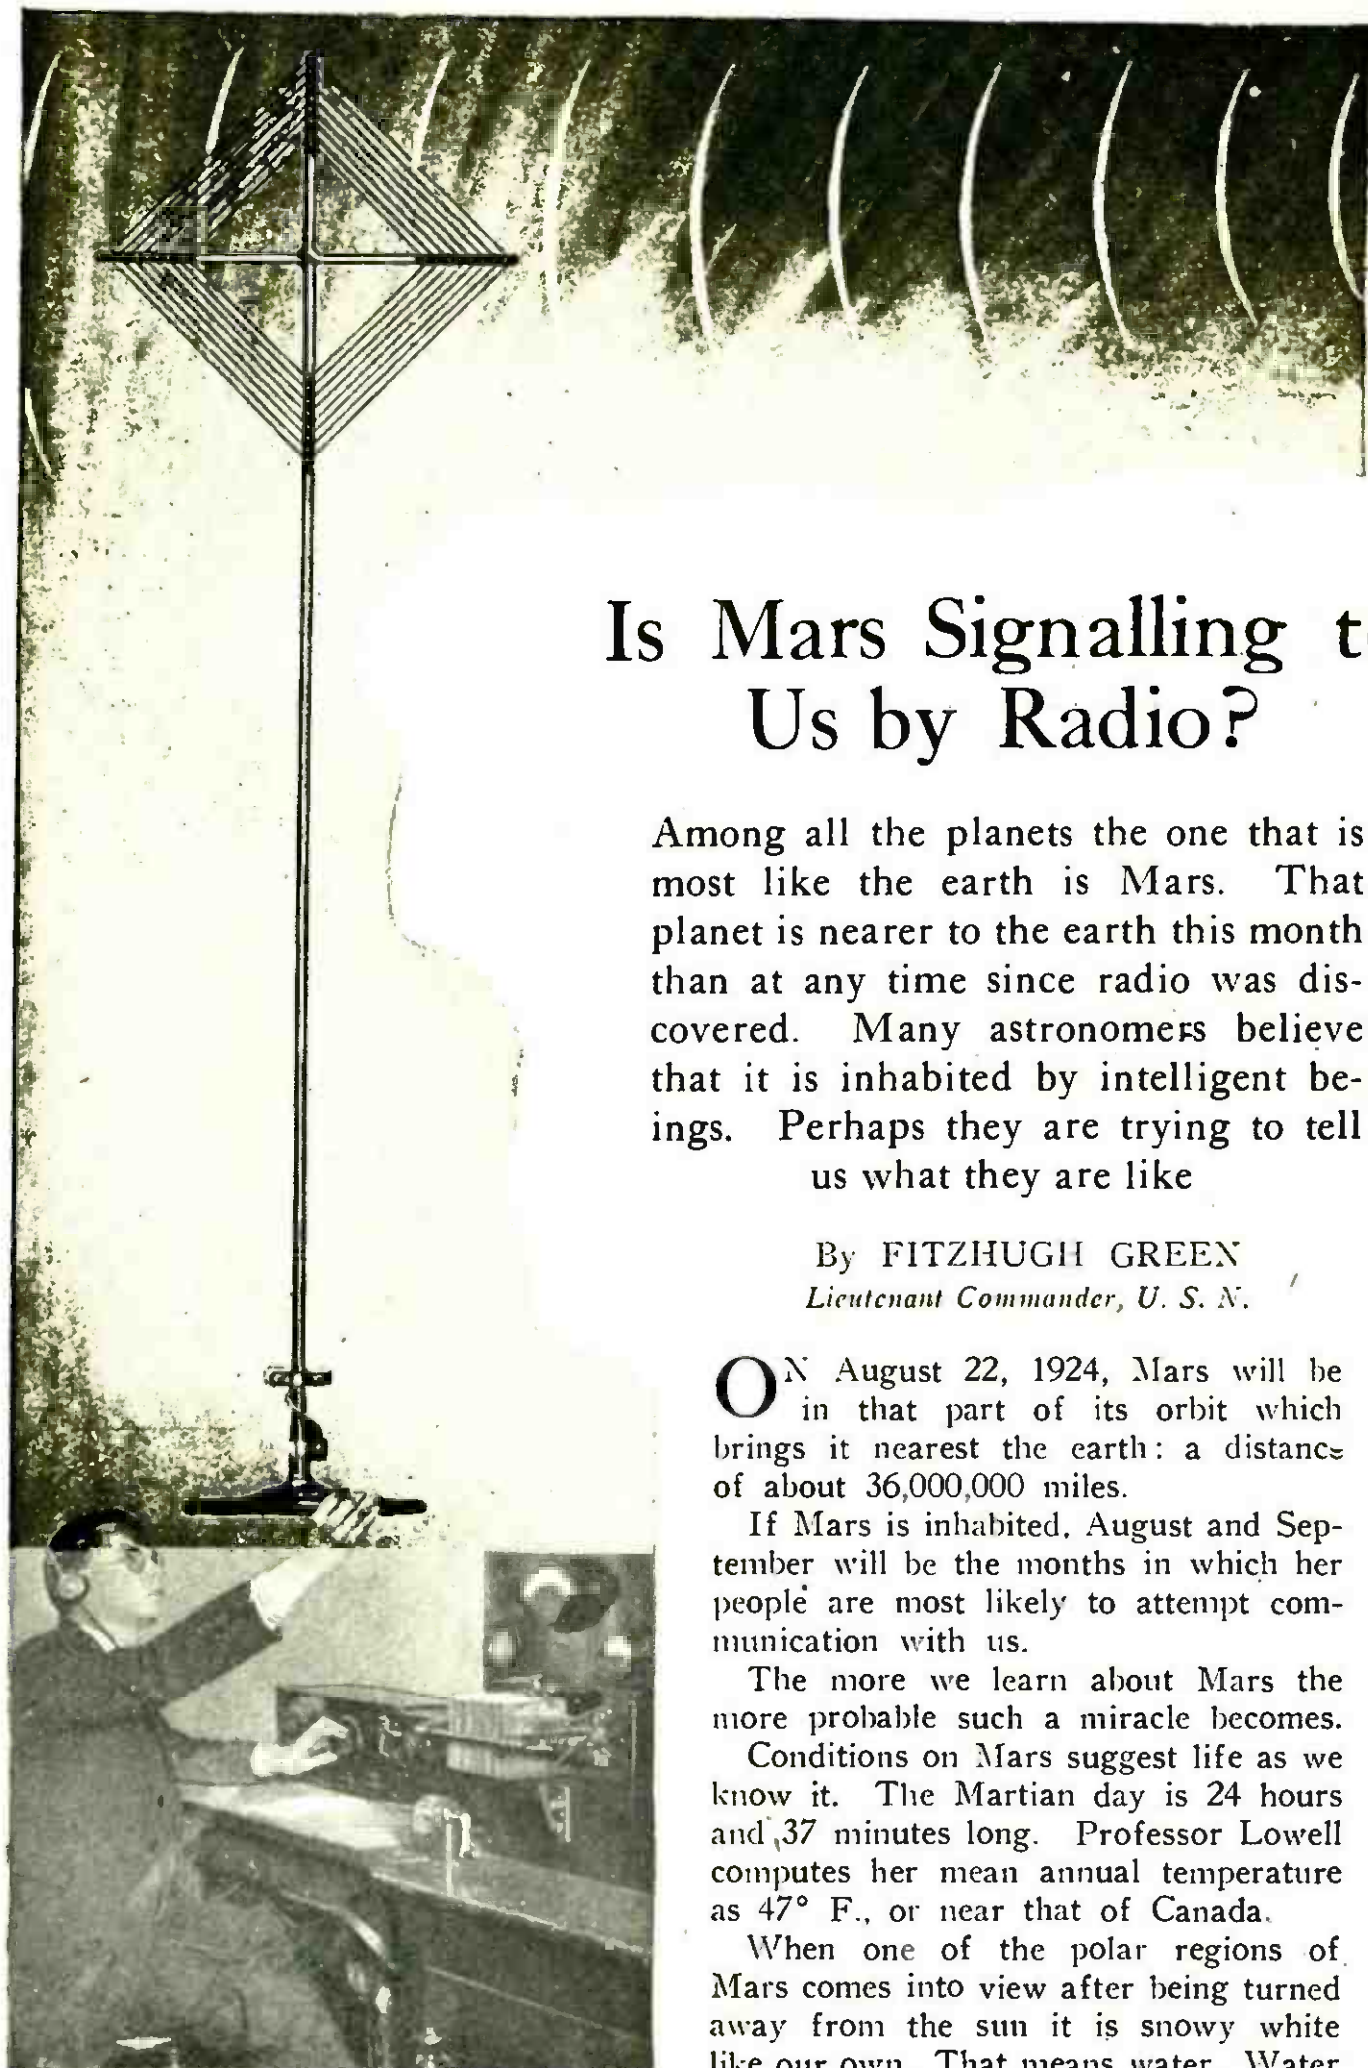 Is Mars Signalling t
Us by Radio?
Among all the planets the one that is
most like the earth is Mars. That
planet is nearer to the earth this month
than at any time since radio was dis-
covered. Many astronomers believe
that it is inhabited by intelligent be-
ings. Perhaps they are trying to tell
us what they are like
By FITZHUGH GREEN
Lieutenant Commander, U. S. N.
ON August 22, 1924, Mars will be
in that part of its orbit which
brings it nearest the earth: a distance
of about 36,000,000 miles.
If Mars is inhabited, August and Sep-
tember will be the months in which her
people are most likely to attempt com-
munication with us.
The more we learn about Mars the
more probable such a miracle becomes.
Conditions on Mars suggest life as we
know it. The Martian day is 24 hours
and 37 minutes long. Professor Lowell
computes her mean annual temperature
as 47° F., or near that of Canada.
When one of the polar regions of
Mars comes into view after being turned
away from the sun it is snowy white
like our own. That means water. Water